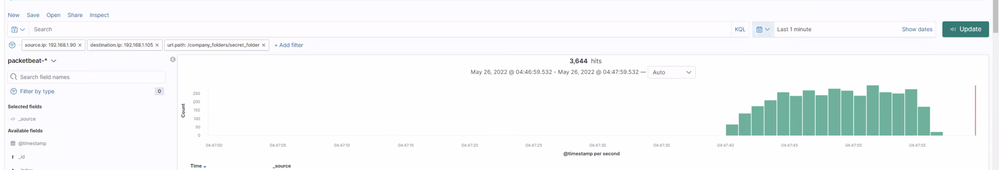 New Save Open Share Inspect
Search KQL Last 1 minute Show dates Update
source.ip: 192.168.1.90 × destination.ip: 192.168.1.105 × url.path: /company_folders/secret_folder × + Add filter
packetbeat-*
3,644 hits
May 26, 2022 @ 04:46:59.532 - May 26, 2022 @ 04:47:59.532 — Auto
Search field names
Filter by type 0
Selected fields
_source
Available fields
@timestamp
t _id
t _index
Count
250
200
150
100
50
0
04:47:00 04:47:05 04:47:10 04:47:15 04:47:20 04:47:25 04:47:30 04:47:35 04:47:40 04:47:45 04:47:50 04:47:55
@timestamp per second
Time _source